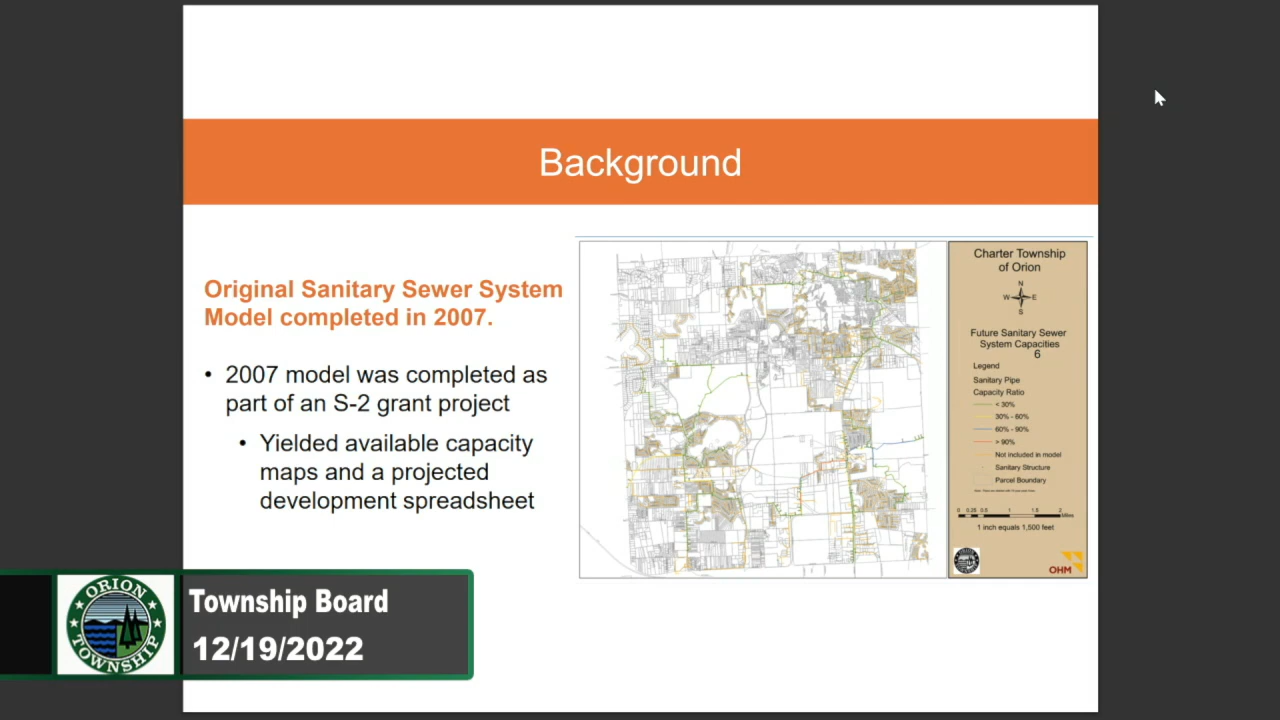 Background
Original Sanitary Sewer System
Model completed in 2007.
• 2007 model was completed as
part of an S-2 grant project
• Yielded available capacity
maps and a projected
development spreadsheet
Charter Township
of Orion
N
W E
S
Future Sanitary Sewer
System Capacities
6
Legend
Sanitary Pipe
Capacity Ratio
< 30%
30% - 60%
60% - 90%
> 90%
Not included in model
Sanitary Structure
Parcel Boundary
Miles
1 inch equals 1,500 feet
OHM
ORION
TOWNSHIP
Township Board
12/19/2022